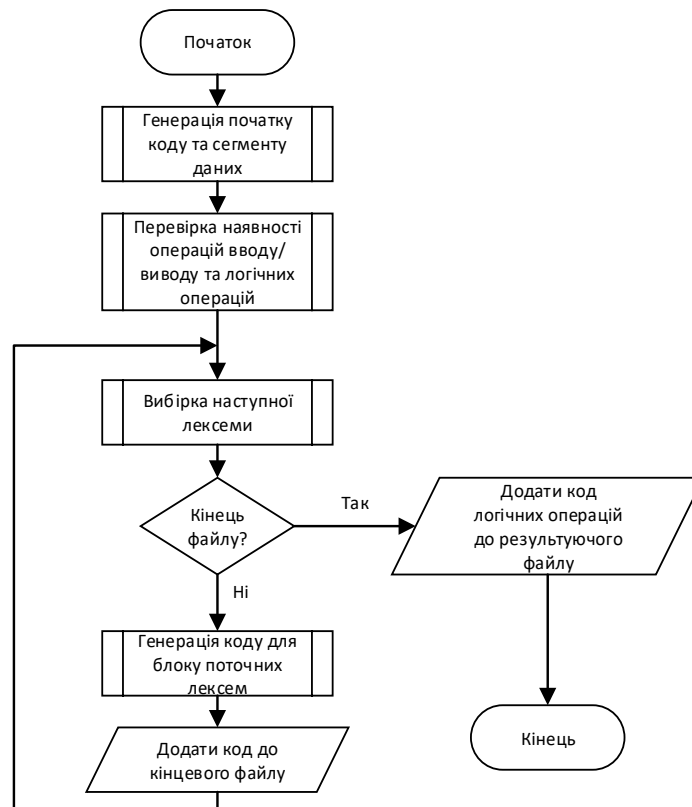 Початок
Генерація початку
коду та сегменту
даних
Перевірка наявності
операцій вводу/
виводу та логічних
операцій
Вибірка наступної
лексеми
Кінець
файлу?
Так
Додати код
логічних операцій
до результуючого
файлу
Ні
Генерація коду для
блоку поточних
лексем
Додати код до
кінцевого файлу
Кінець